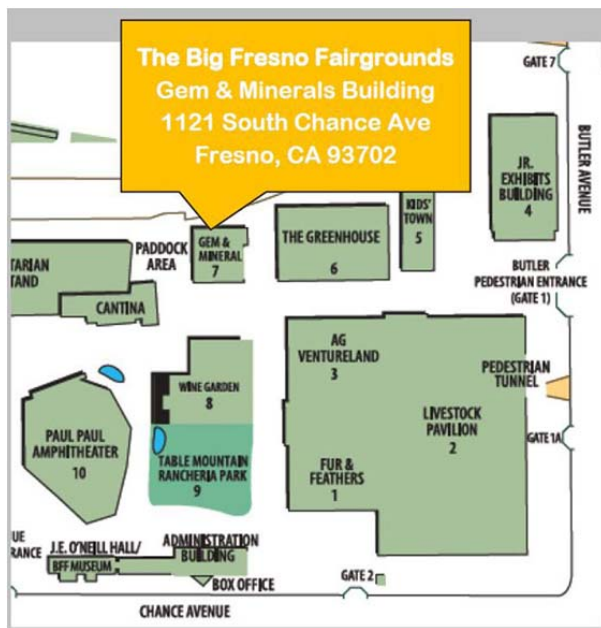 The Big Fresno Fairgrounds
Gem & Minerals Building
1121 South Chance Ave
Fresno, CA 93702
GATE 7
BUTLER AVENUE
JR.
EXHIBITS
BUILDING
4
KIDS'
TOWN
5
THE GREENHOUSE
6
GEM &
MINERAL
7
PADDOCK
AREA
TARIAN
TAND
CANTINA
BUTLER
PEDESTRIAN ENTRANCE
(GATE 1)
AG
VENTURELAND
3
PEDESTRIAN
TUNNEL
WINE GARDEN
8
LIVESTOCK
PAVILION
2
GATE 1A
PAUL PAUL
AMPHITHEATER
10
TABLE MOUNTAIN
RANCHERIA PARK
9
FUR &
FEATHERS
1
UE
RANCE
J.E. O'NEILL HALL/
BFF MUSEUM
ADMINISTRATION
BUILDING
BOX OFFICE
GATE 2
CHANCE AVENUE